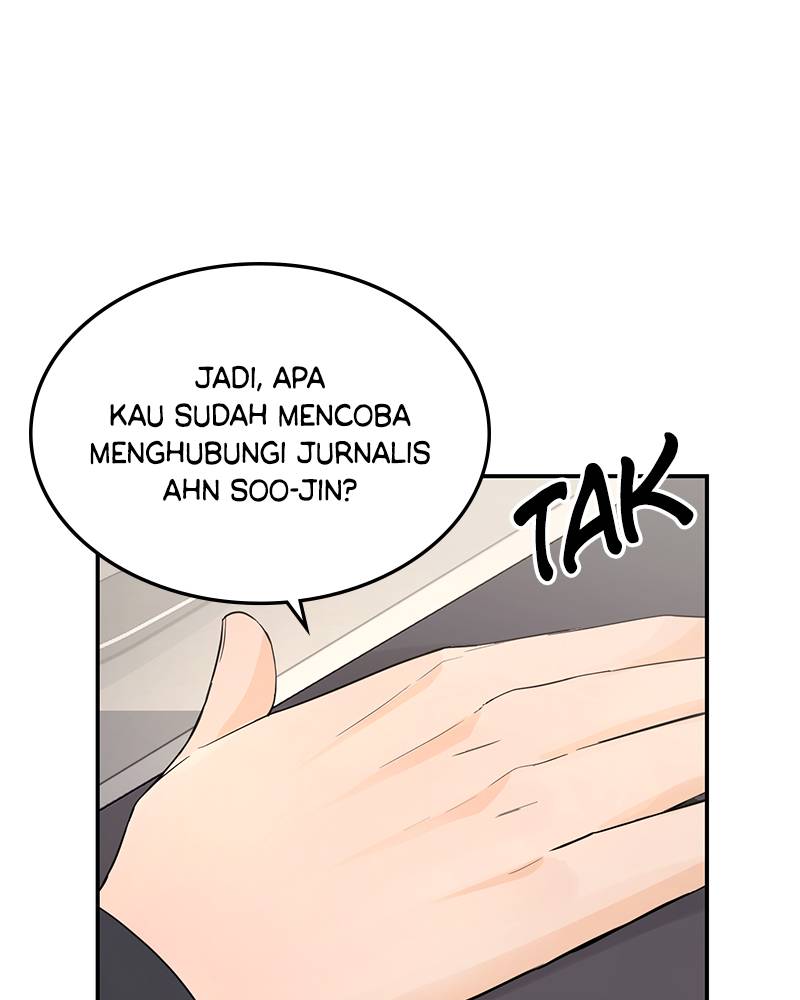 JADI, APA
KAU SUDAH MENCOBA
MENGHUBUNGI JURNALIS
AHN SOO-JIN?
TAK